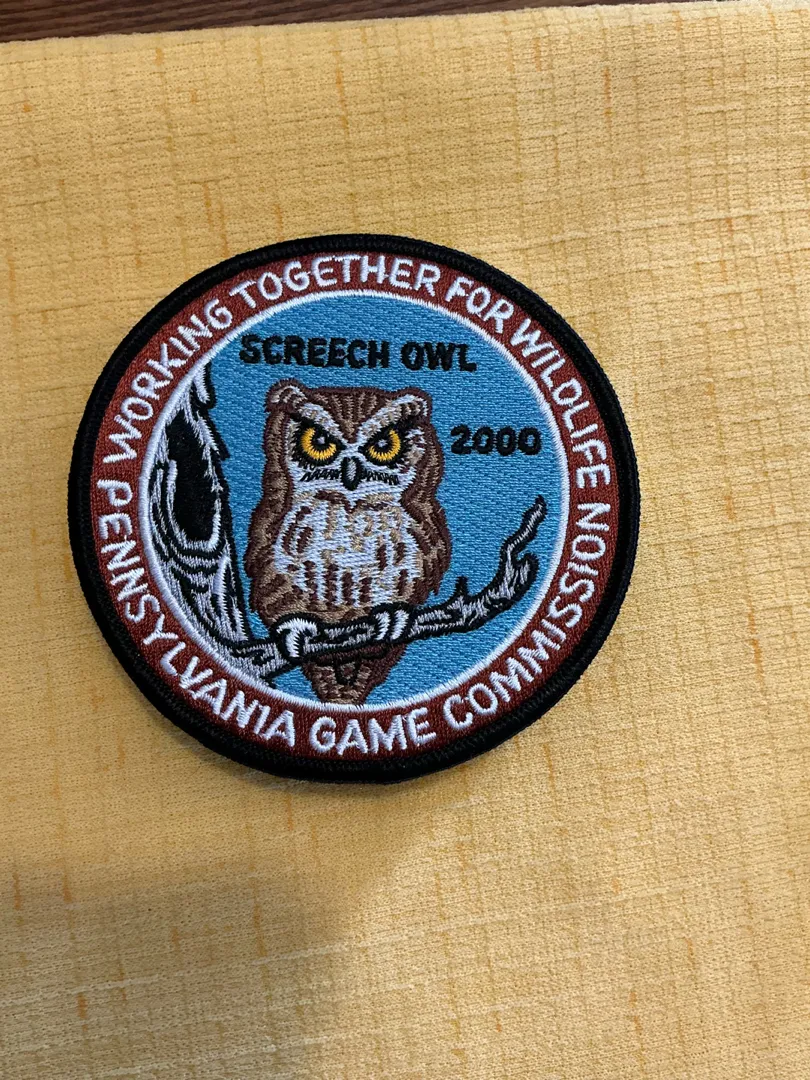 WORKING TOGETHER FOR WILDLIFE
SCREECH OWL
2000
PENNSYLVANIA GAME COMMISSION